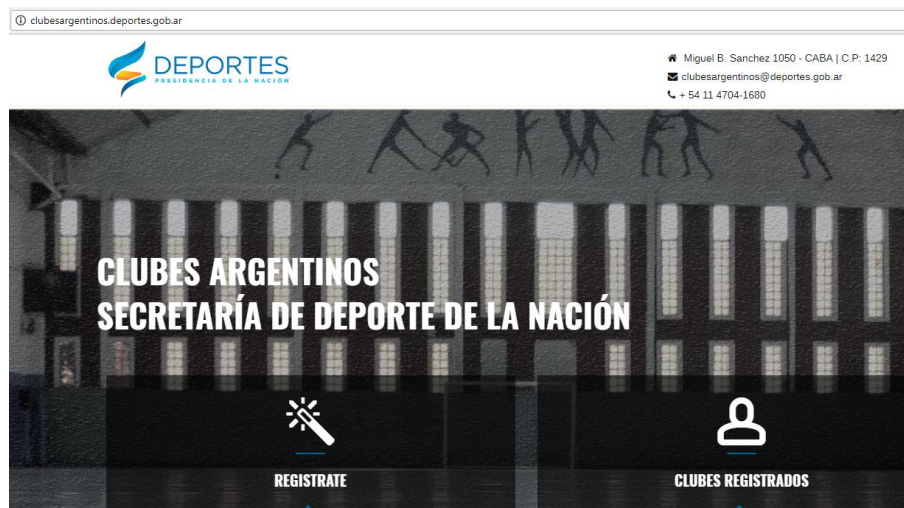 clubesargentinos.deportes.gob.ar
DEPORTES
PRESIDENCIA DE LA NACIÓN
Miguel B. Sanchez 1050 - CABA | C.P: 1429
clubesargentinos@deportes.gob.ar
+ 54 11 4704-1680
CLUBES ARGENTINOS
SECRETARÍA DE DEPORTE DE LA NACIÓN
REGISTRATE
CLUBES REGISTRADOS